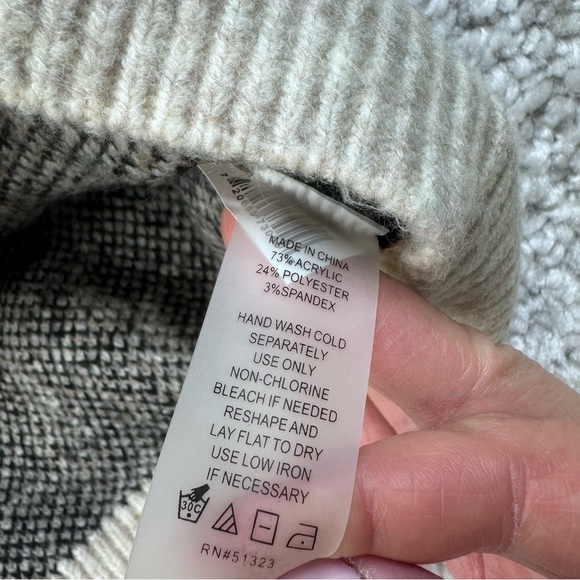 MADE IN CHINA
73% ACRYLIC
24% POLYESTER
3%SPANDEX
HAND WASH COLD
SEPARATELY
USE ONLY
NON-CHLORINE
BLEACH IF NEEDED
RESHAPE AND
LAY FLAT TO DRY
USE LOW IRON
IF NECESSARY
30C
RN#51323